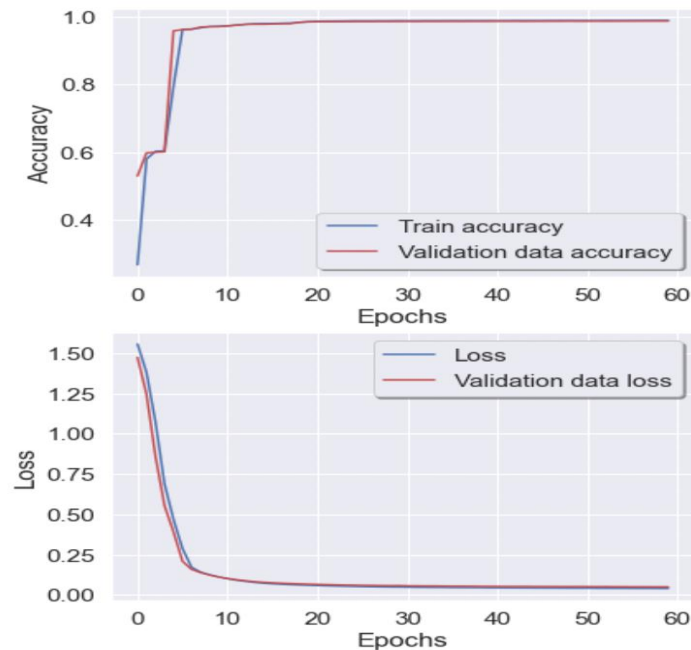 1.0
0.8
0.6
0.4
Accuracy
Train accuracy
Validation data accuracy
0 10 20 30 40 50 60
Epochs
1.50
1.25
1.00
0.75
0.50
0.25
0.00
Loss
Loss
Validation data loss
0 10 20 30 40 50 60
Epochs